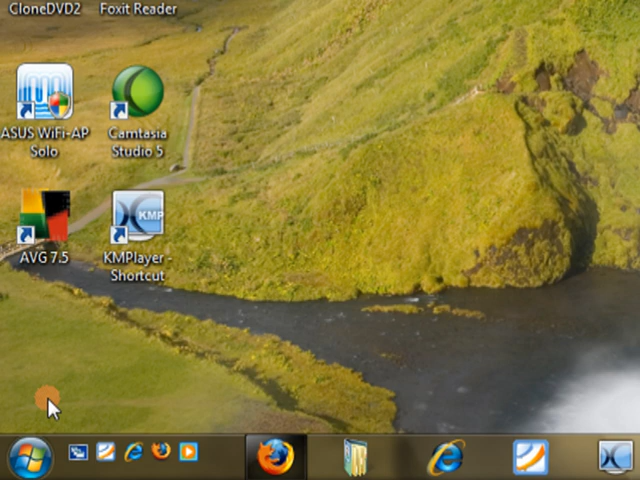 CloneDVD2
Foxit Reader
ASUS WiFi-AP
Solo
Camtasia
Studio 5
AVG 7.5
KMP
KMPlayer -
Shortcut